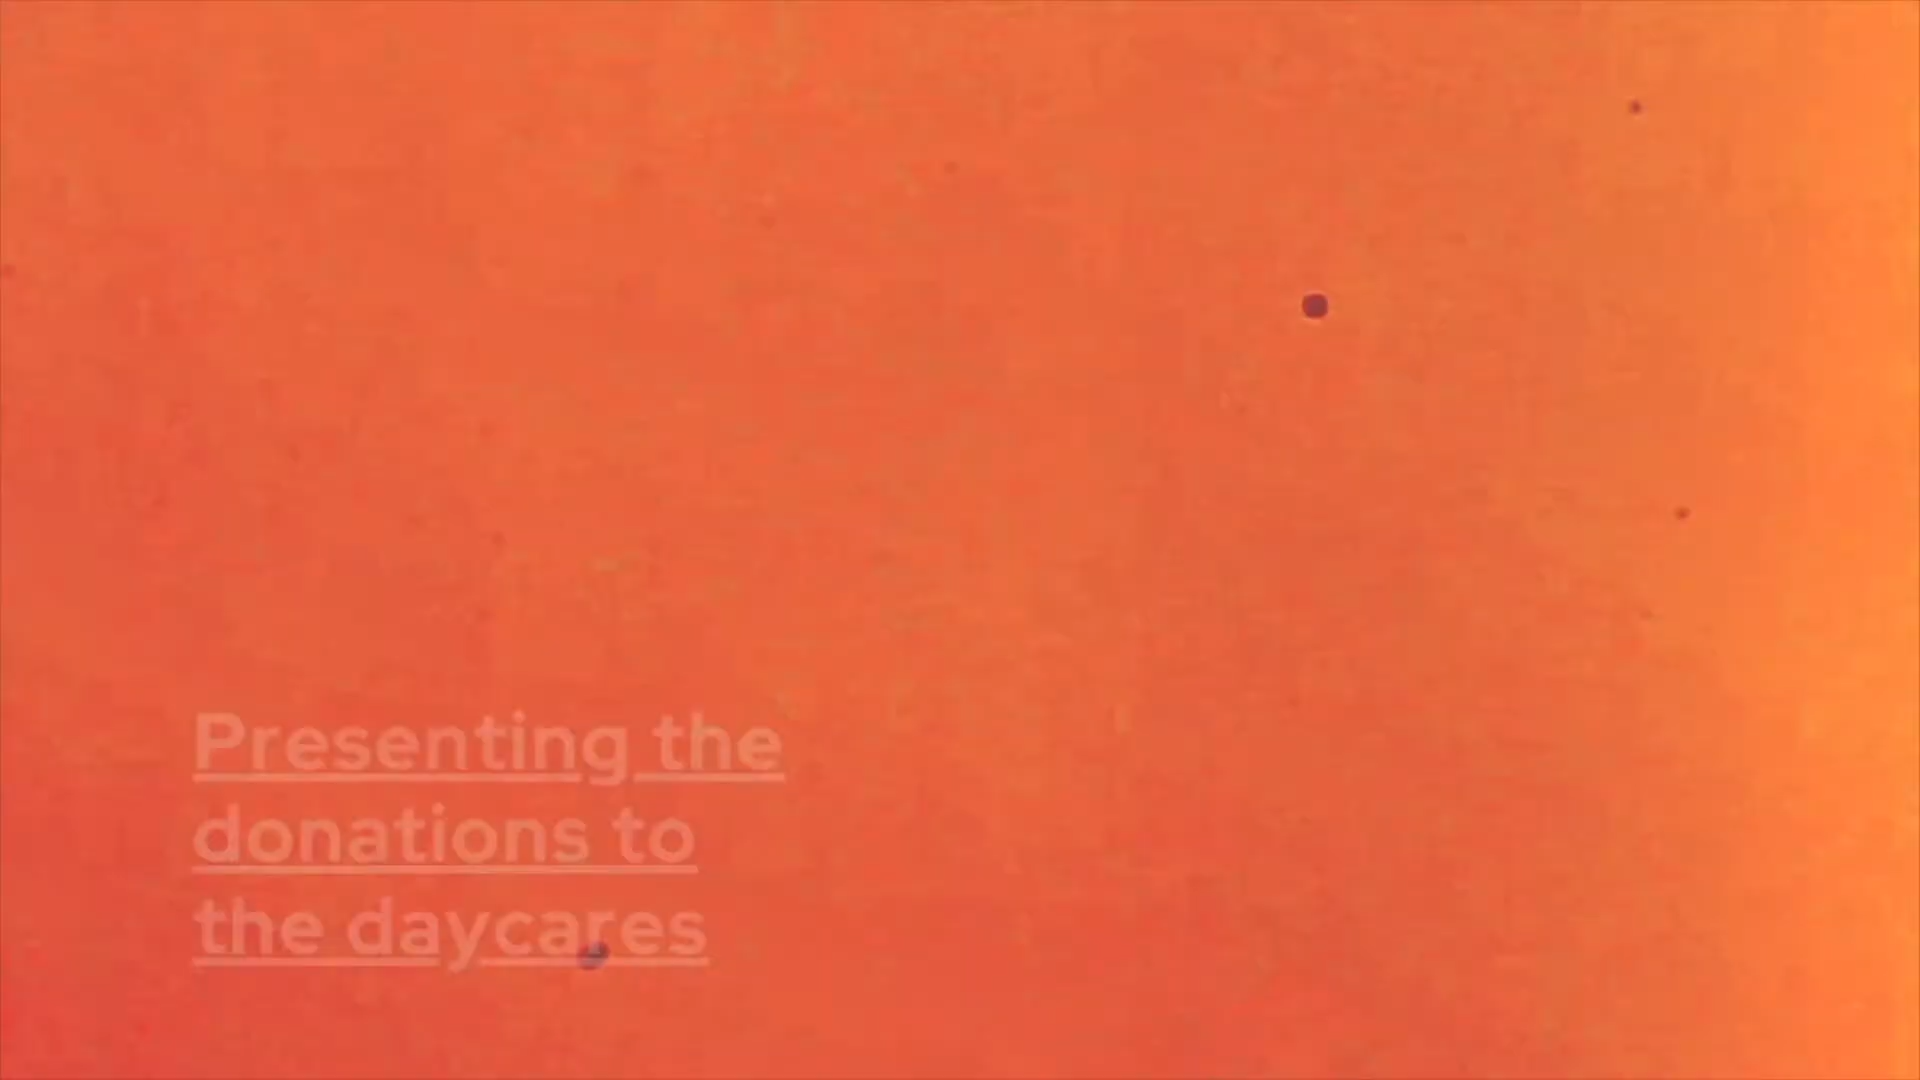 Presenting the
donations to
the daycares